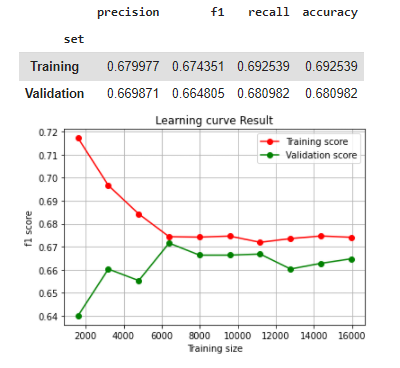 precision f1 recall accuracy
set
Training 0.679977 0.674351 0.692539 0.692539
Validation 0.669871 0.664805 0.680982 0.680982
Learning curve Result
Training score
Validation score
f1 score
0.72
0.71
0.70
0.69
0.68
0.67
0.66
0.65
0.64
2000 4000 6000 8000 10000 12000 14000 16000
Training size